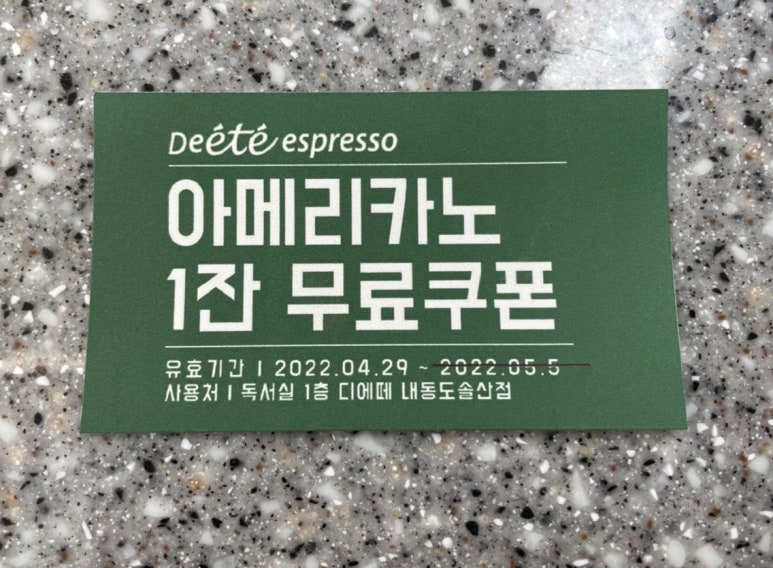 Deété espresso
아메리카노
1잔 무료쿠폰
유효기간 | 2022.04.29 ~ 2022.05.5
사용처 | 독서실 1층 디에떼 내동도솔산점